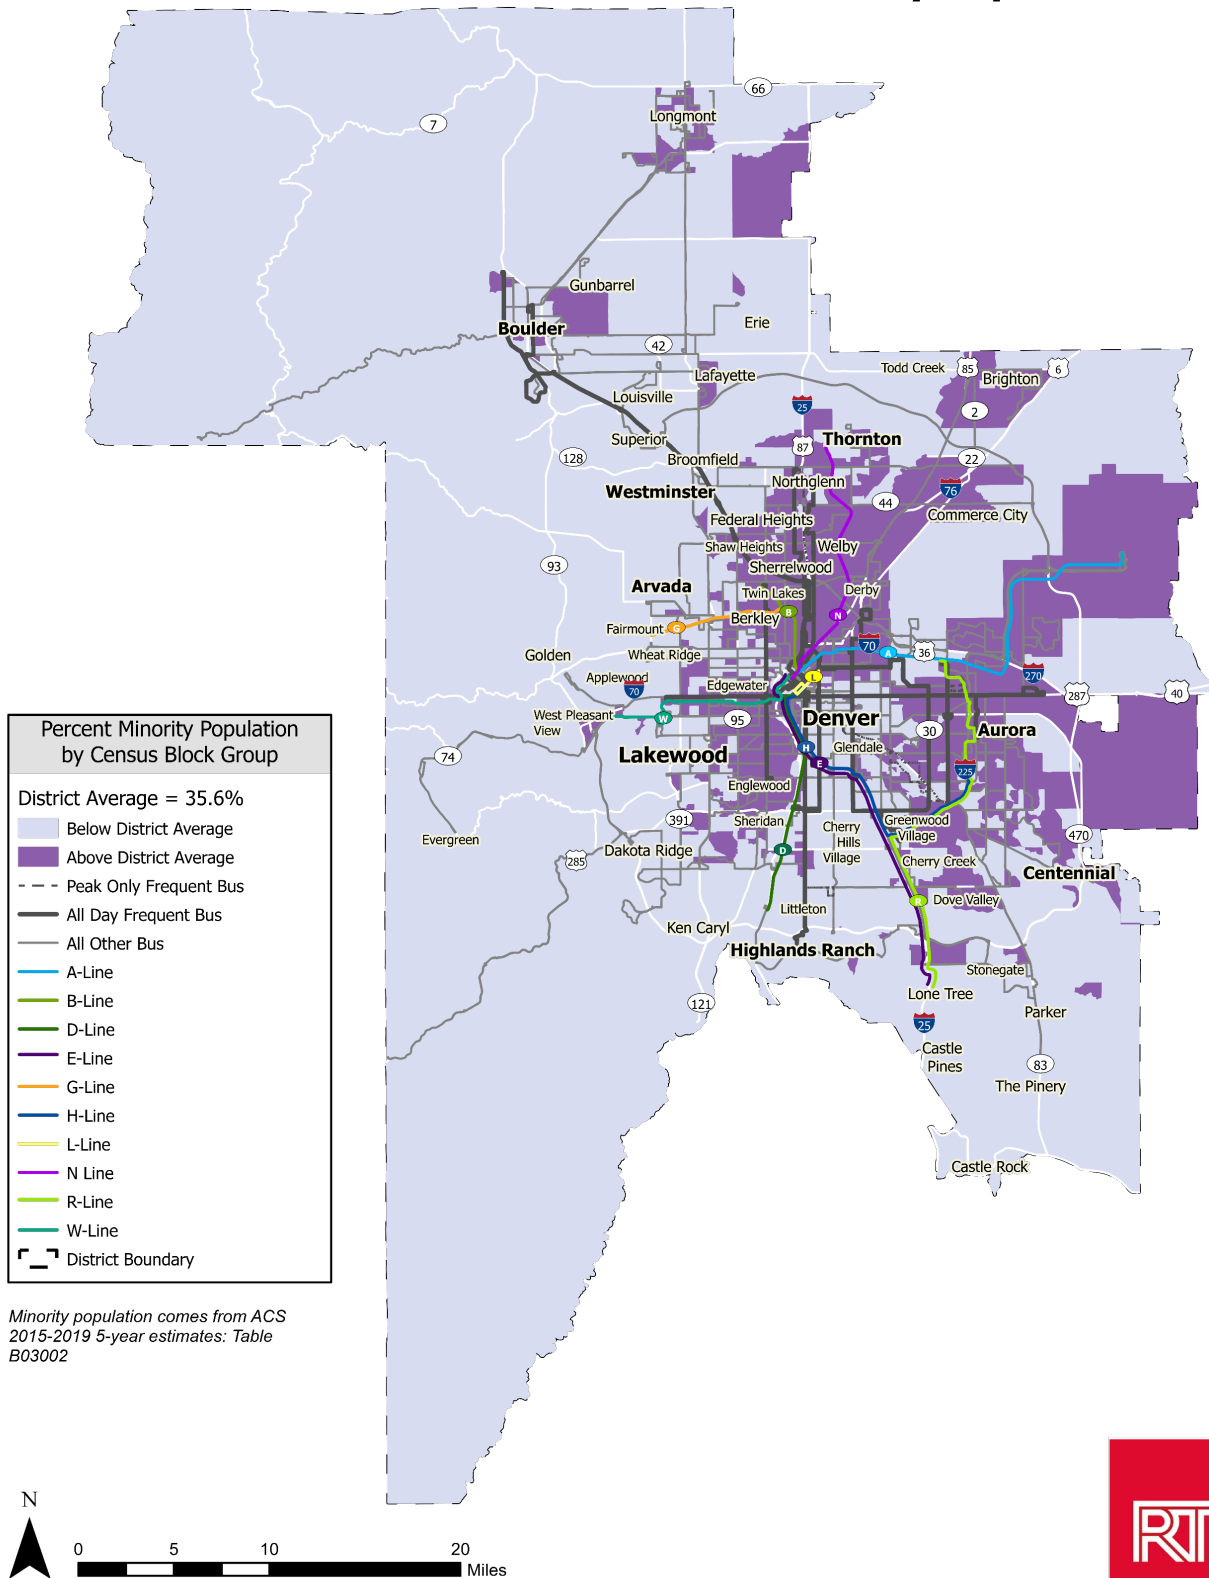 66
7
Longmont
Gunbarrel
Boulder
Erie
42
Todd Creek
85
6
Lafayette
Brighton
Louisville
25
2
Superior
87
Thornton
128
Broomfield
22
Northglenn
76
Westminster
44
Federal Heights
Commerce City
Shaw Heights
Welby
93
Sherrelwood
Arvada
Twin Lakes
Derby
B
N
Berkley
Fairmount
G
70
A
36
Golden
Wheat Ridge
270
Applewood
70
Edgewater
L
287
40
West Pleasant
View
W
95
Denver
30
Aurora
H
Glendale
74
Lakewood
E
225
Englewood
391
Sheridan
Greenwood
Village
470
Evergreen
Cherry
Hills
Village
285
Dakota Ridge
D
Cherry Creek
Centennial
R
Dove Valley
Littleton
Ken Caryl
Highlands Ranch
Stonegate
Lone Tree
121
Parker
25
Castle
Pines
83
The Pinery
Castle Rock
Percent Minority Population
by Census Block Group
District Average = 35.6%
Below District Average
Above District Average
Peak Only Frequent Bus
All Day Frequent Bus
All Other Bus
A-Line
B-Line
D-Line
E-Line
G-Line
H-Line
L-Line
N Line
R-Line
W-Line
District Boundary
Minority population comes from ACS
2015-2019 5-year estimates: Table
B03002
N
0 5 10 20
Miles
RT